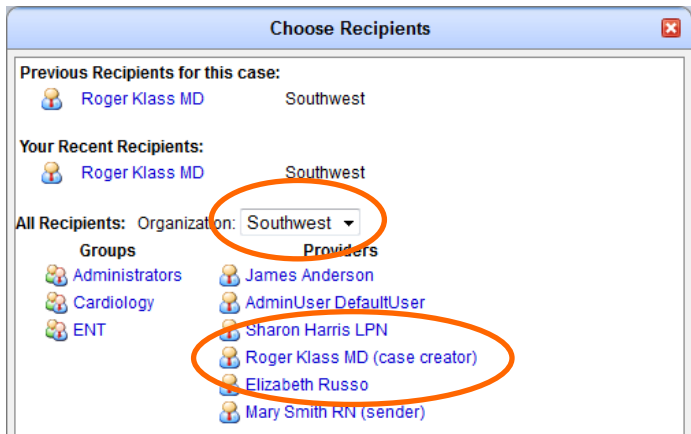 Choose Recipients
Previous Recipients for this case:
Roger Klass MD Southwest
Your Recent Recipients:
Roger Klass MD Southwest
All Recipients: Organization: Southwest
Groups Providers
Administrators James Anderson
Cardiology AdminUser DefaultUser
ENT Sharon Harris LPN
Roger Klass MD (case creator)
Elizabeth Russo
Mary Smith RN (sender)